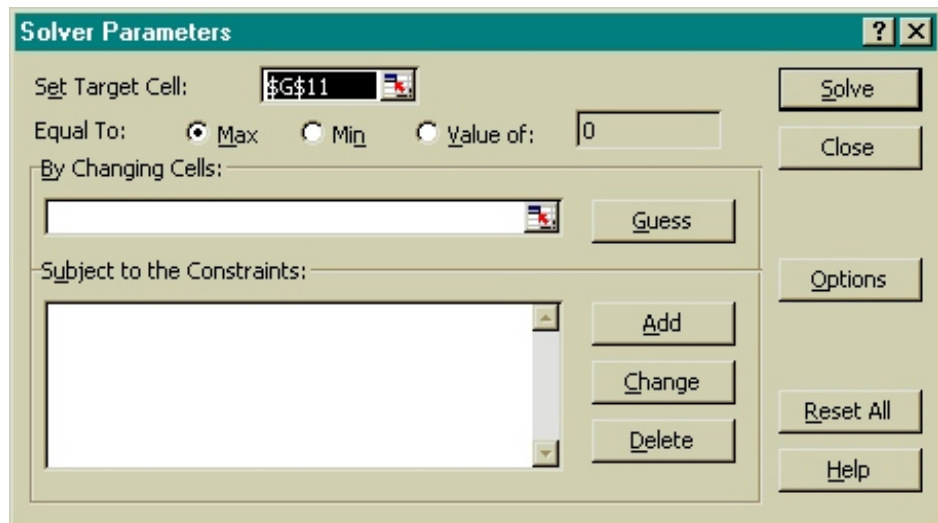 Solver Parameters ? X
Set Target Cell: $G$11 Solve
Equal To: Max Min Value of: 0
Close
By Changing Cells:
Guess
Subject to the Constraints:
Options
Add
Change
Reset All
Delete
Help